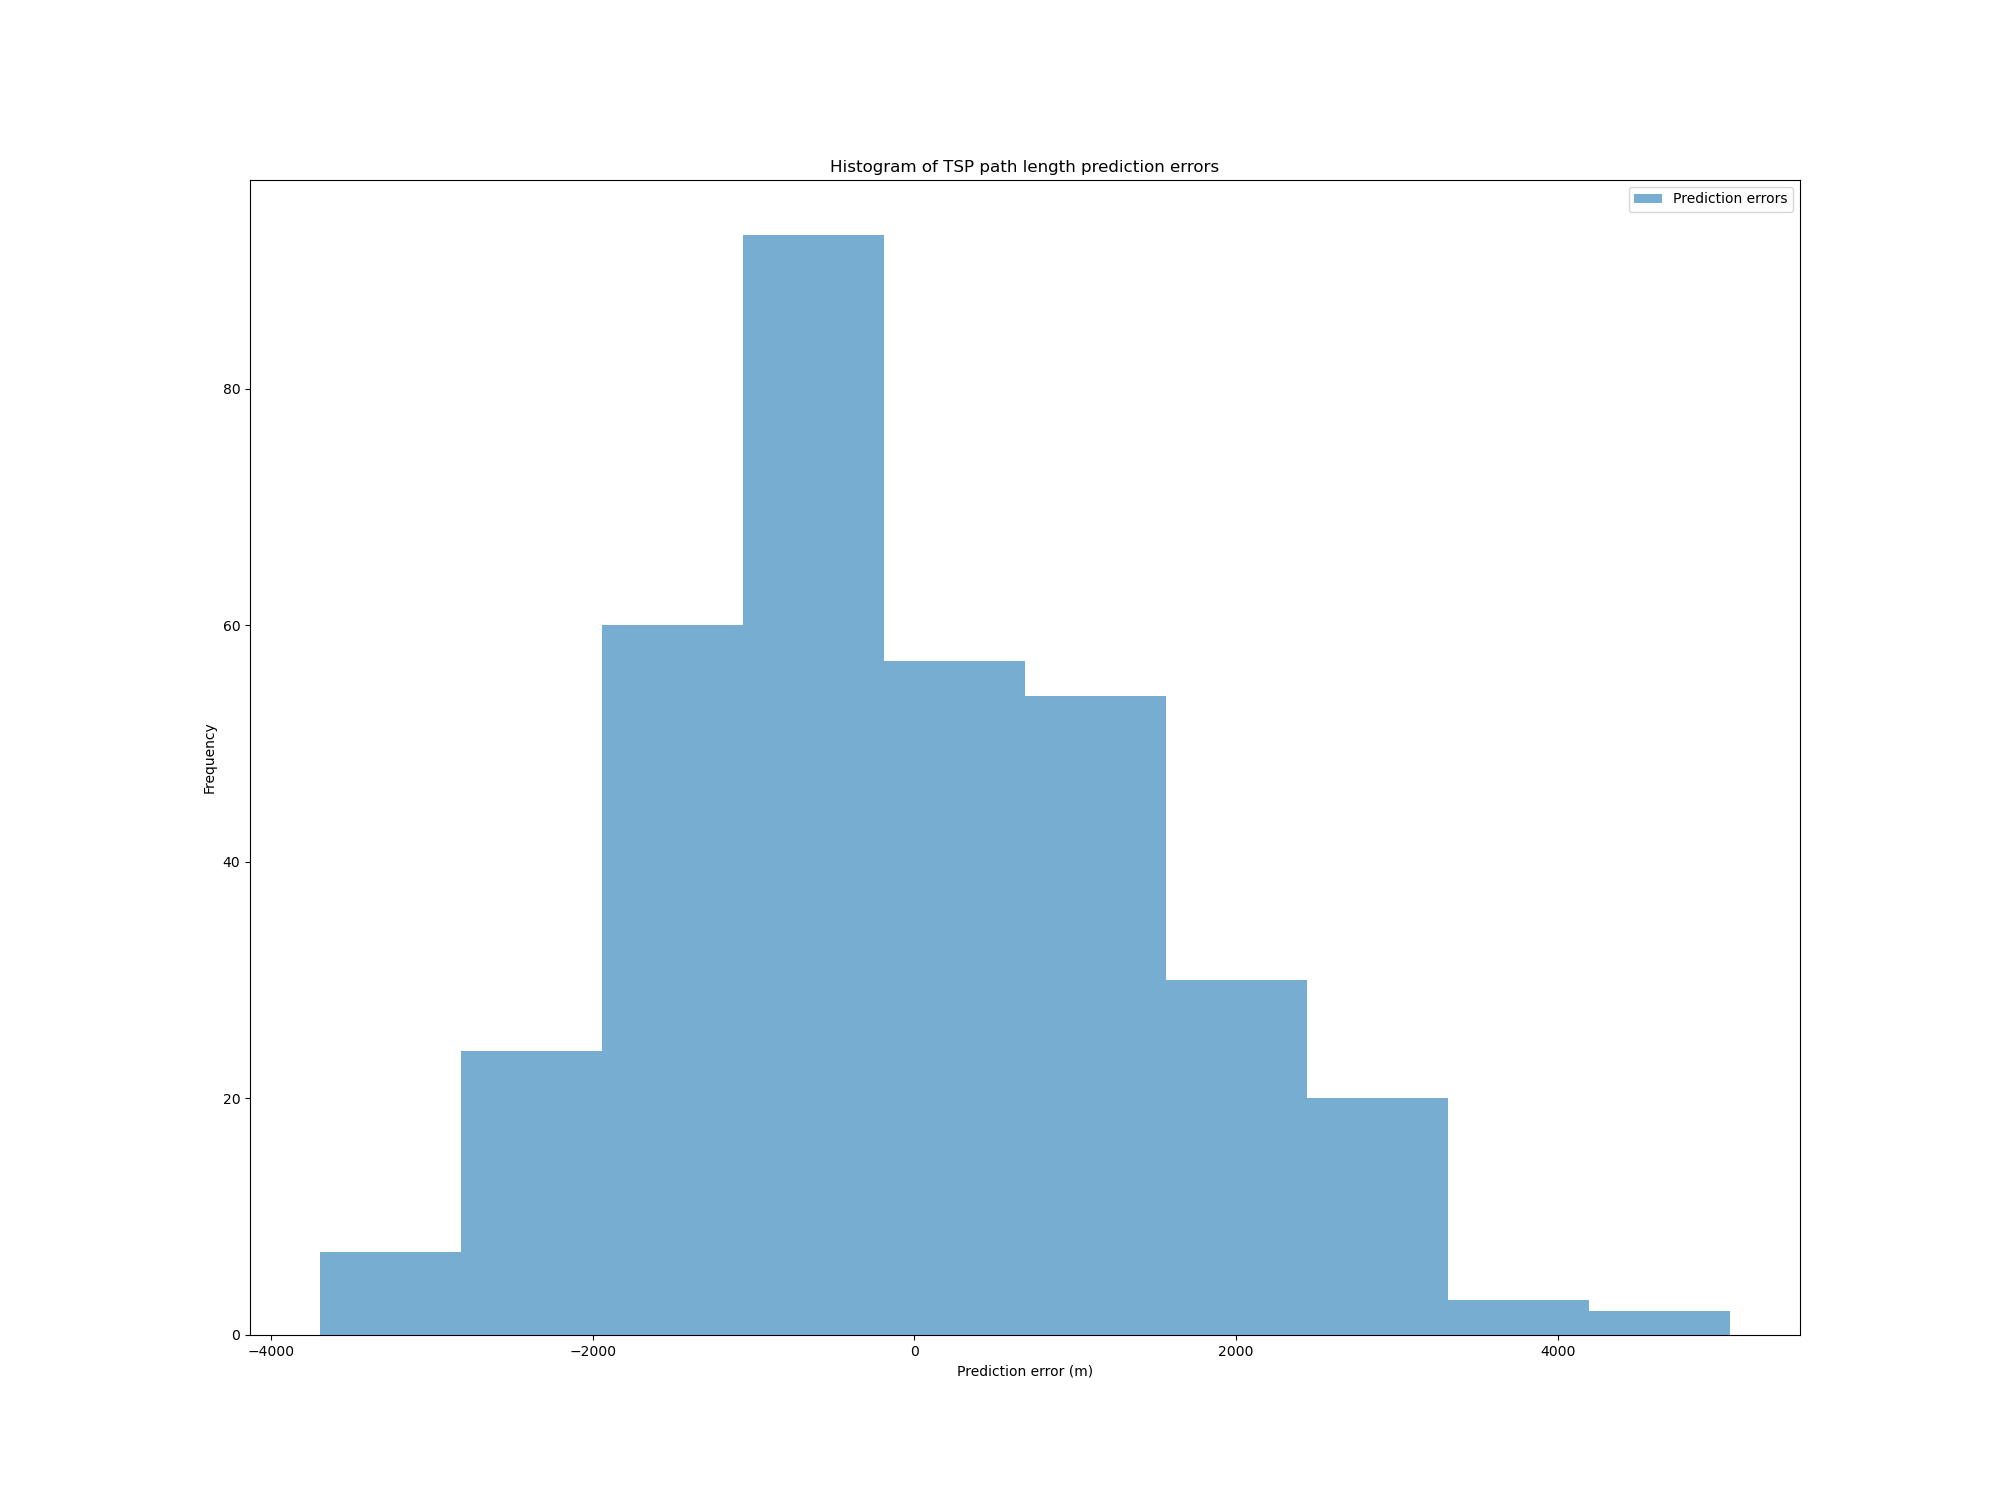 Histogram of TSP path length prediction errors
Prediction errors
80
60
40
20
0
Frequency
−4000
−2000
0
2000
4000
Prediction error (m)